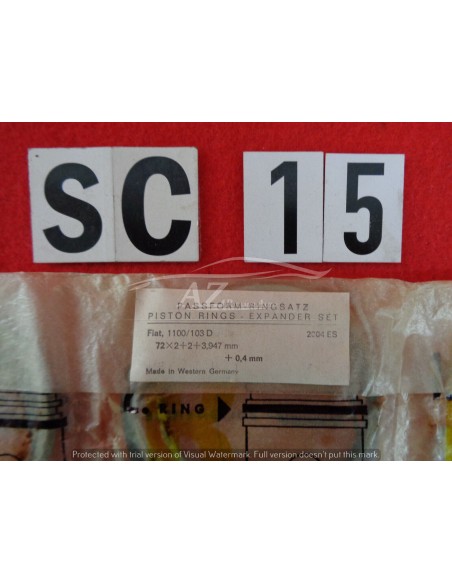 SC 15
AZ
PASSFORM-RINGSATZ
PISTON RINGS - EXPANDER SET
Fiat, 1100/103 D 2004 ES
72×2÷2÷3,947 mm
+ 0,4 mm
Made in Western Germany
RING
Protected with trial version of Visual Watermark. Full version doesn't put this mark.